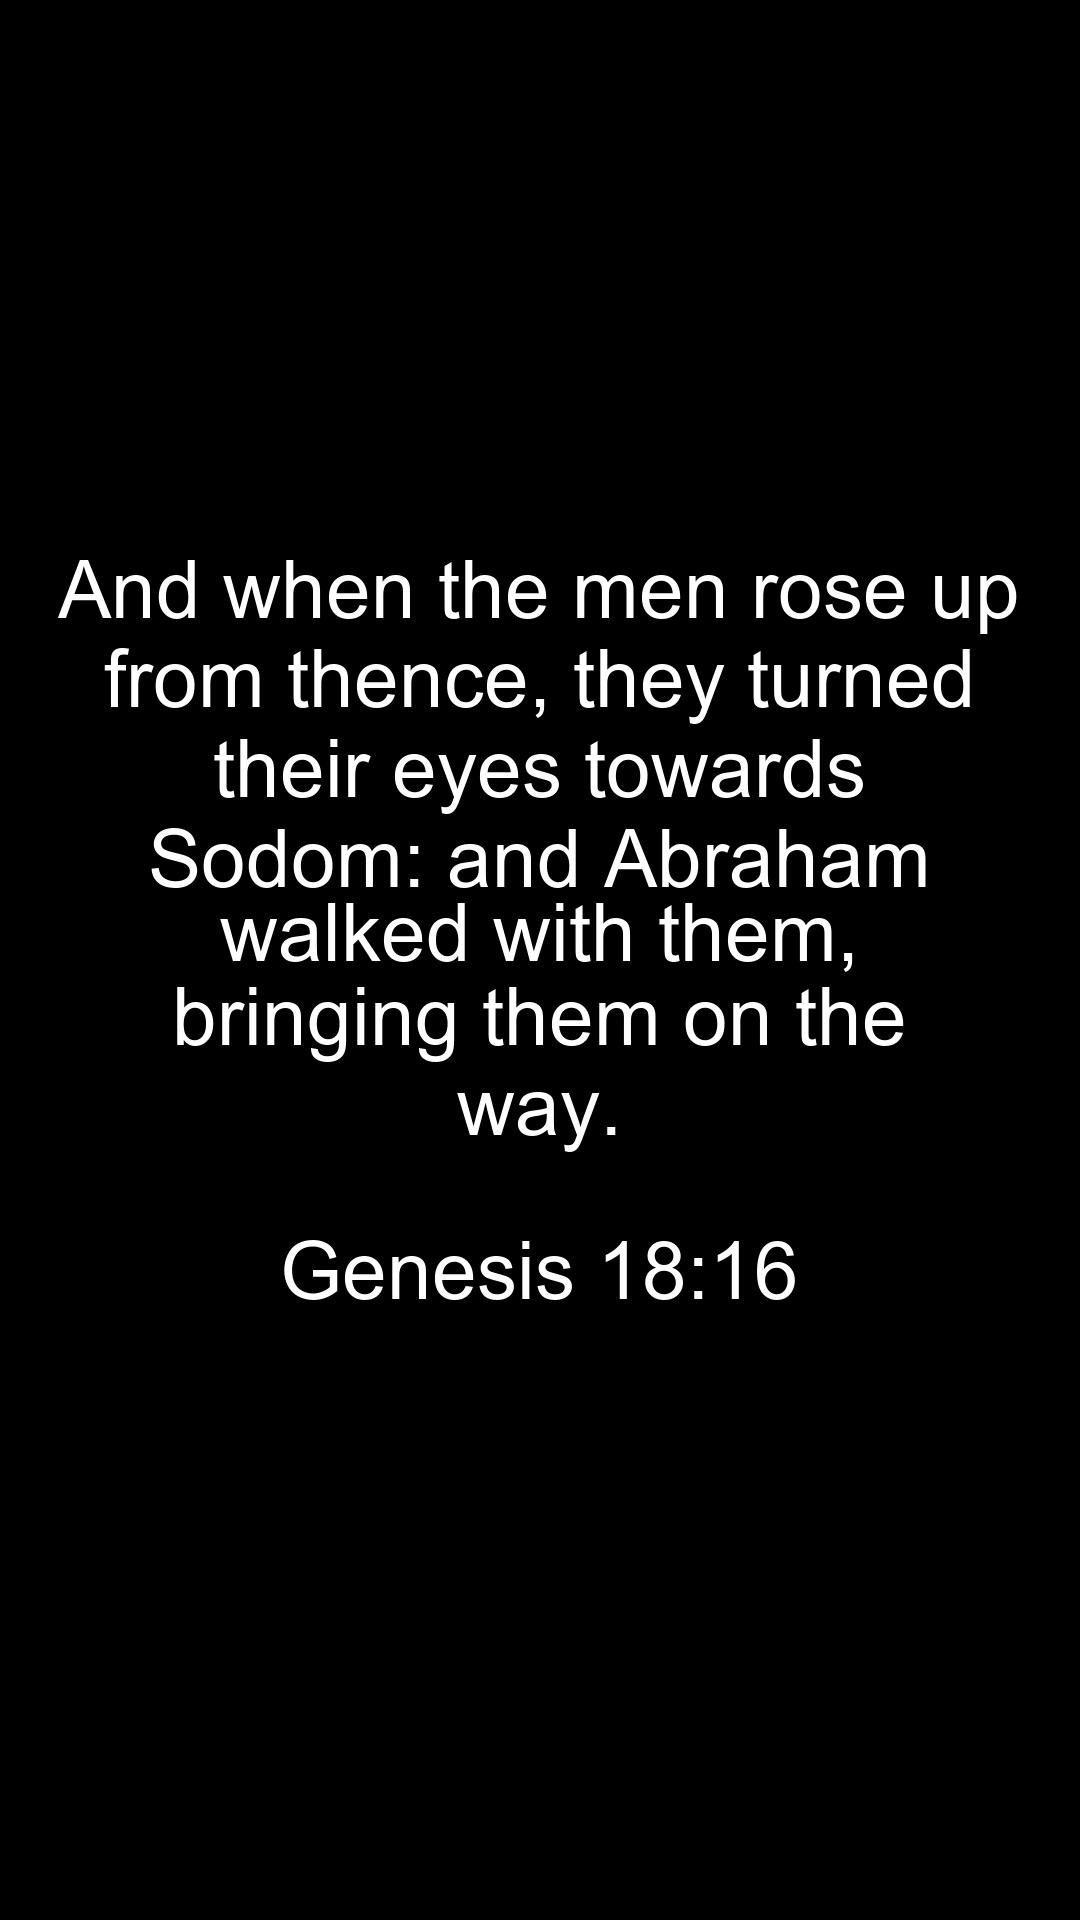 And when the men rose up
from thence, they turned
their eyes towards
Sodom: and Abraham
walked with them,
bringing them on the
way.
Genesis 18:16